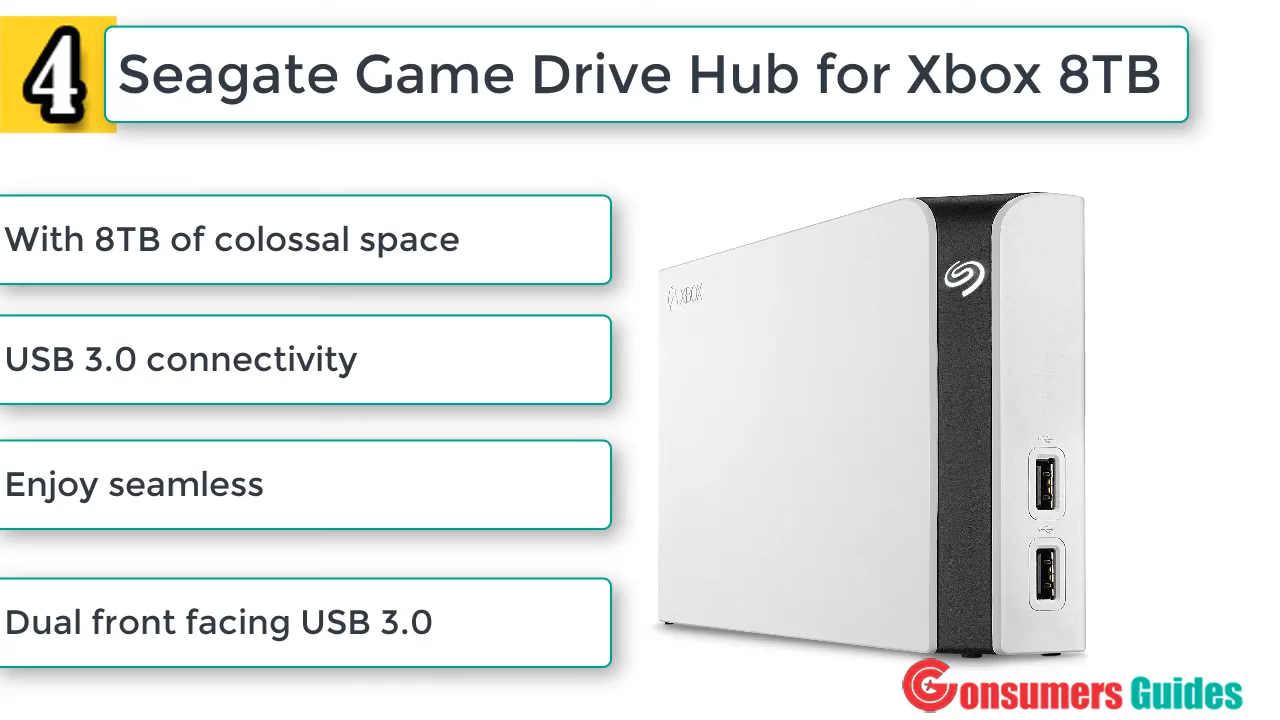 4
Seagate Game Drive Hub for Xbox 8TB
With 8TB of colossal space
USB 3.0 connectivity
Enjoy seamless
Dual front facing USB 3.0
XBOX
Consumers Guides